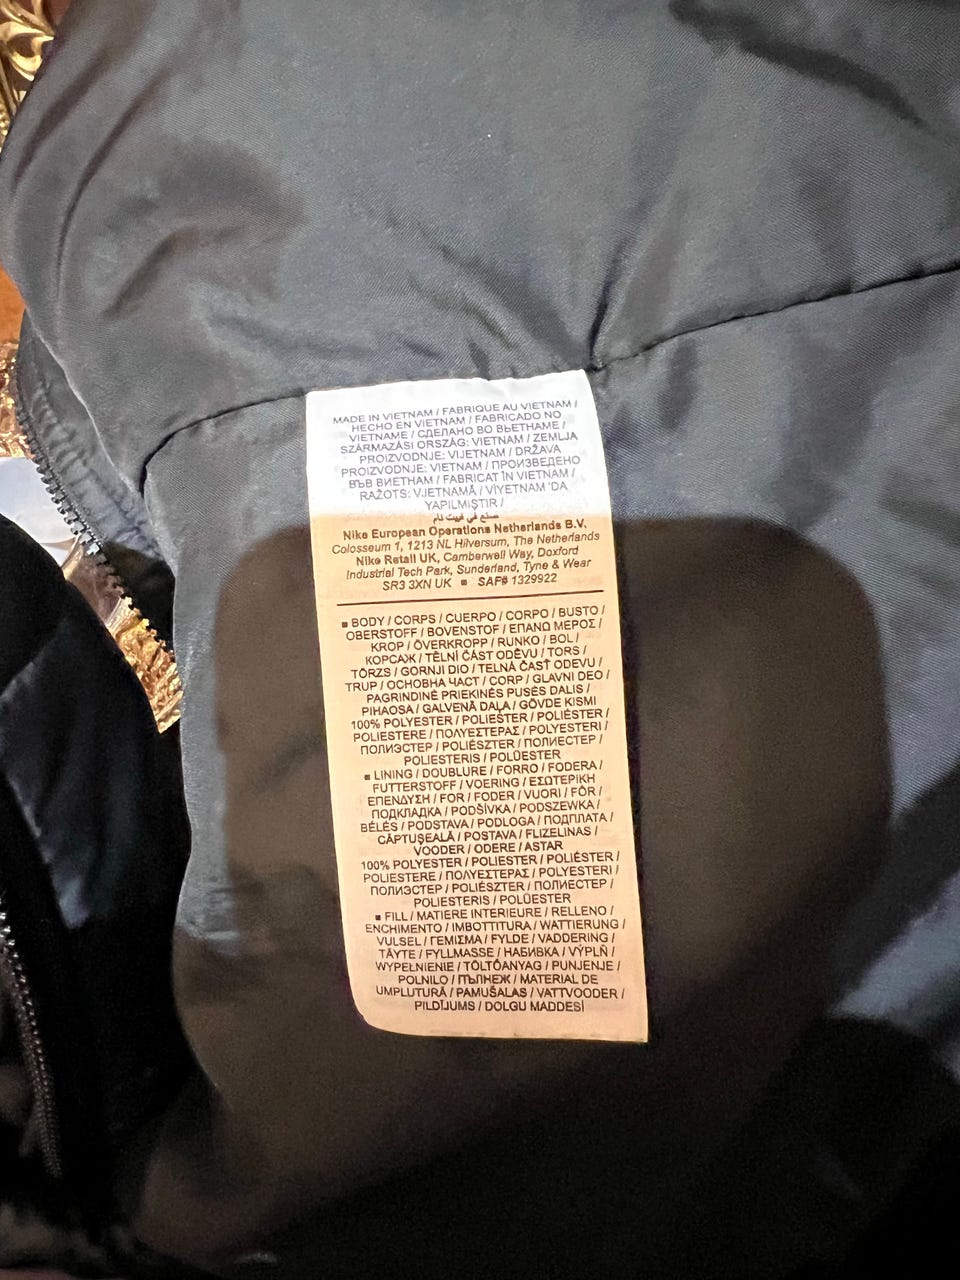 MADE IN VIETNAM / FABRIQUE AU VIETNAM /
HECHO EN VIETNAM / FABRICADO NO
VIETNAME / СДЕЛАНО ВО ВЬЕТНАМЕ /
SZÁRMAZÁSI ORSZÁG: VIETNAM / ZEMLJA
PROIZVODNJE: VIJETNAM / DRŽAVA
PROIZVODNJE: VIETNAM / ПРОИЗВЕДЕНО
ВЪВ ВИЕТНАМ / FABRICAT ÎN VIETNAM /
RAŽOTS: VJETNAMĀ / VİYETNAM 'DA
YAPILMIŞTIR /
صنع في فييت نام
Nike European Operations Netherlands B.V.
Colosseum 1, 1213 NL Hilversum, The Netherlands
Nike Retail UK, Camberwell Way, Doxford
Industrial Tech Park, Sunderland, Tyne & Wear
SR3 3XN UK ■ SAF# 1329922
■ BODY / CORPS / CUERPO / CORPO / BUSTO /
OBERSTOFF / BOVENSTOF / ΕΠΑΝΩ ΜΕΡΟΣ /
KROP / ÖVERKROPP / RUNKO / BOL /
КОРСАЖ / TĚLNÍ ČÁST ODĚVU / TORS /
TÖRZS / GORNJI DIO / TELNÁ ČASŤ ODEVU /
TRUP / ОСНОВНА ЧАСТ / CORP / GLAVNI DEO /
PAGRINDINĖ PRIEKINĖS PUSĖS DALIS /
PIHAOSA / GALVENĀ DAĻA / GÖVDE KISMI
100% POLYESTER / POLIEȘTER / POLIÉSTER /
POLIESTERE / ΠΟΛΥΕΣΤΕΡΑΣ / POLYESTERI /
ПОЛИЭСТЕР / POLIÉSZTER / ПОЛИЕСТЕР /
POLIESTERIS / POLÜESTER
■ LINING / DOUBLURE / FORRO / FODERA /
FUTTERSTOFF / VOERING / ΕΣΩΤΕΡΙΚΗ
ΕΠΕΝΔΥΣΗ / FOR / FODER / VUORI / FÔR /
ПОДКЛАДКА / PODŠÍVKA / PODSZEWKA /
BÉLÉS / PODSTAVA / PODLOGA / ПОДПЛАТА /
CĂPTUȘEALĂ / POSTAVA / FLIZELINAS /
VOODER / ODERE / ASTAR
100% POLYESTER / POLIESTER / POLIÉSTER /
POLIESTERE / ΠΟΛΥΕΣΤΕΡΑΣ / POLYESTERI /
ПОЛИЭСТЕР / POLIÉSZTER / ПОЛИЕСТЕР /
POLIESTERIS / POLÜESTER
■ FILL / MATIERE INTERIEURE / RELLENO /
ENCHIMENTO / IMBOTTITURA / WATTIERUNG /
VULSEL / ΓΕΜΙΣΜΑ / FYLDE / VADDERING /
TÄYTE / FYLLMASSE / НАБИВКА / VÝPLŇ /
WYPEŁNIENIE / TÖLTŐANYAG / PUNJENJE /
POLNILO / ПЪЛНЕЖ / MATERIAL DE
UMPLUTURĂ / PAMUŠALAS / VATTVOODER /
PILDĪJUMS / DOLGU MADDESİ